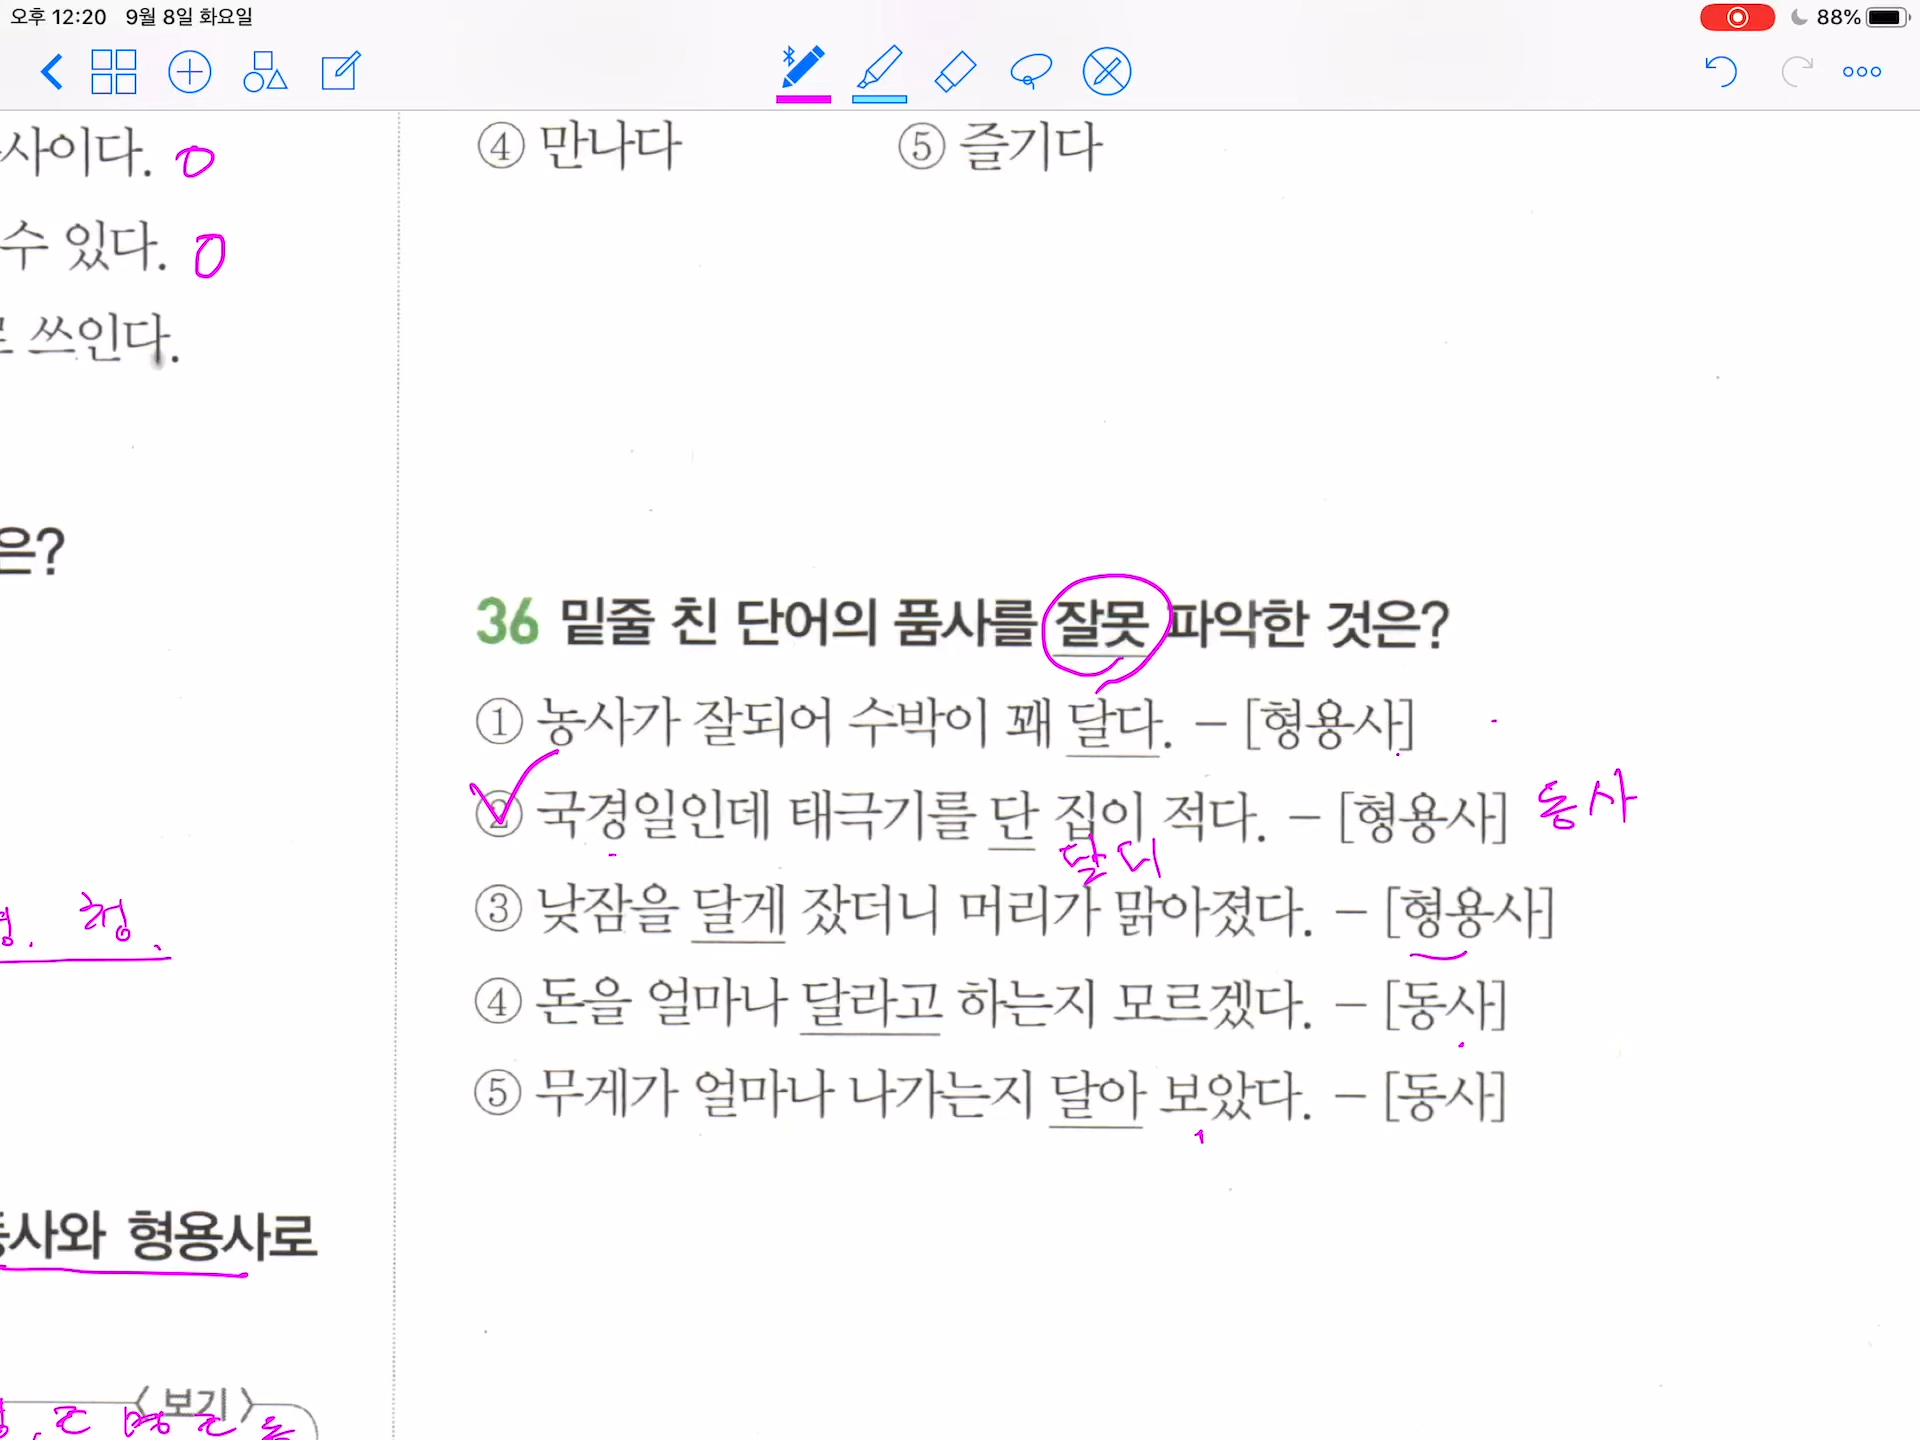 오후 12:20 9월 8일 화요일
88%
사이다. 0
수 있다. 0
쓰인다.
은?
형.
사와 형용사로
<보기>
④ 만나다 ⑤ 즐기다
36 밑줄 친 단어의 품사를 잘못 파악한 것은?
① 농사가 잘되어 수박이 꽤 달다. – [형용사]
② 국경일인데 태극기를 단 집이 적다. – [형용사] 동사
달다
③ 낮잠을 달게 잤더니 머리가 맑아졌다. – [형용사]
④ 돈을 얼마나 달라고 하는지 모르겠다. – [동사]
⑤ 무게가 얼마나 나가는지 달아 보았다. – [동사]